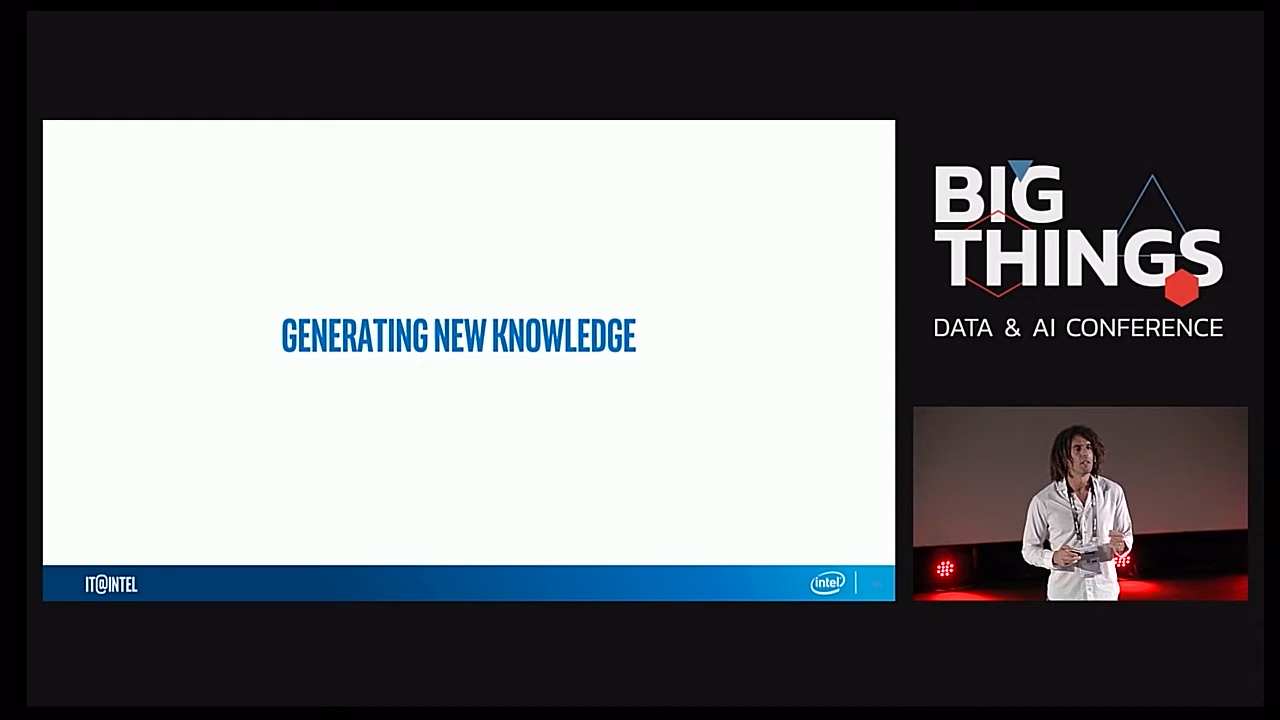 GENERATING NEW KNOWLEDGE
IT@INTEL
intel
BIG
THINGS
DATA & AI CONFERENCE